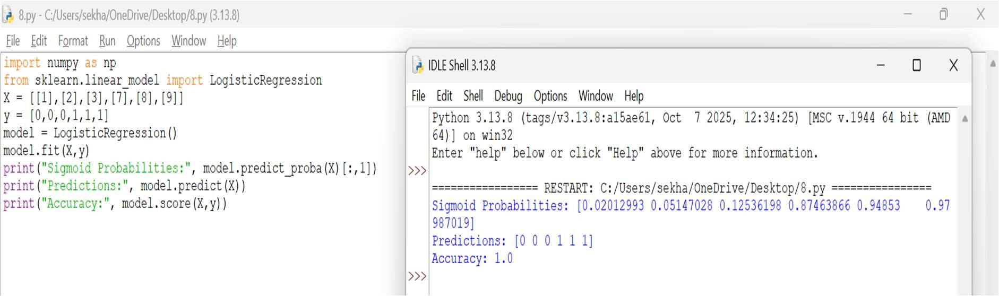 8.py - C:/Users/sekha/OneDrive/Desktop/8.py (3.13.8)
File Edit Format Run Options Window Help
import numpy as np
from sklearn.linear_model import LogisticRegression
X = [[1],[2],[3],[7],[8],[9]]
y = [0,0,0,1,1,1]
model = LogisticRegression()
model.fit(X,y)
print("Sigmoid Probabilities:", model.predict_proba(X)[:,1])
print("Predictions:", model.predict(X))
print("Accuracy:", model.score(X,y))
IDLE Shell 3.13.8
File Edit Shell Debug Options Window Help
Python 3.13.8 (tags/v3.13.8:a15ae61, Oct  7 2025, 12:34:25) [MSC v.1944 64 bit (AMD
64)] on win32
Enter "help" below or click "Help" above for more information.
>>>
================= RESTART: C:/Users/sekha/OneDrive/Desktop/8.py ================
Sigmoid Probabilities: [0.02012993 0.05147028 0.12536198 0.87463866 0.94853    0.97
987019]
Predictions: [0 0 0 1 1 1]
Accuracy: 1.0
>>>